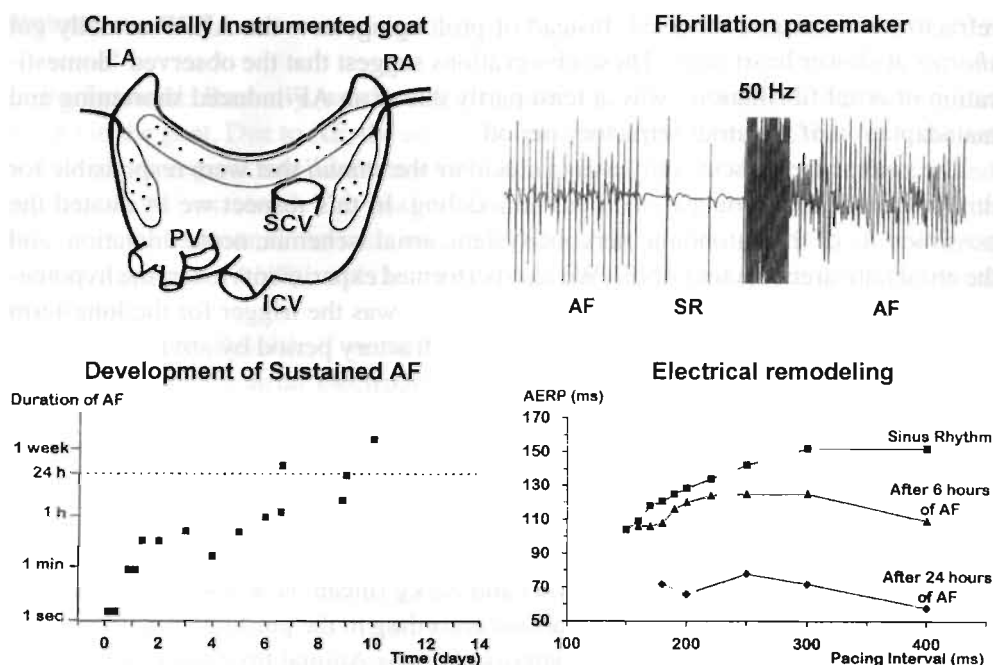 Chronically instrumented goat
LA
RA
SCV
PV
ICV
Fibrillation pacemaker
50 Hz
AF
SR
AF
Development of Sustained AF
Duration of AF
1 week
24 h
1 h
1 min
1 sec
0
2
4
6
8
10
12
14
Time (days)
Electrical remodeling
AERP (ms)
170
150
130
110
90
70
50
Sinus Rhythm
After 6 hours
of AF
After 24 hours
of AF
100
200
300
400
Pacing Interval (ms)